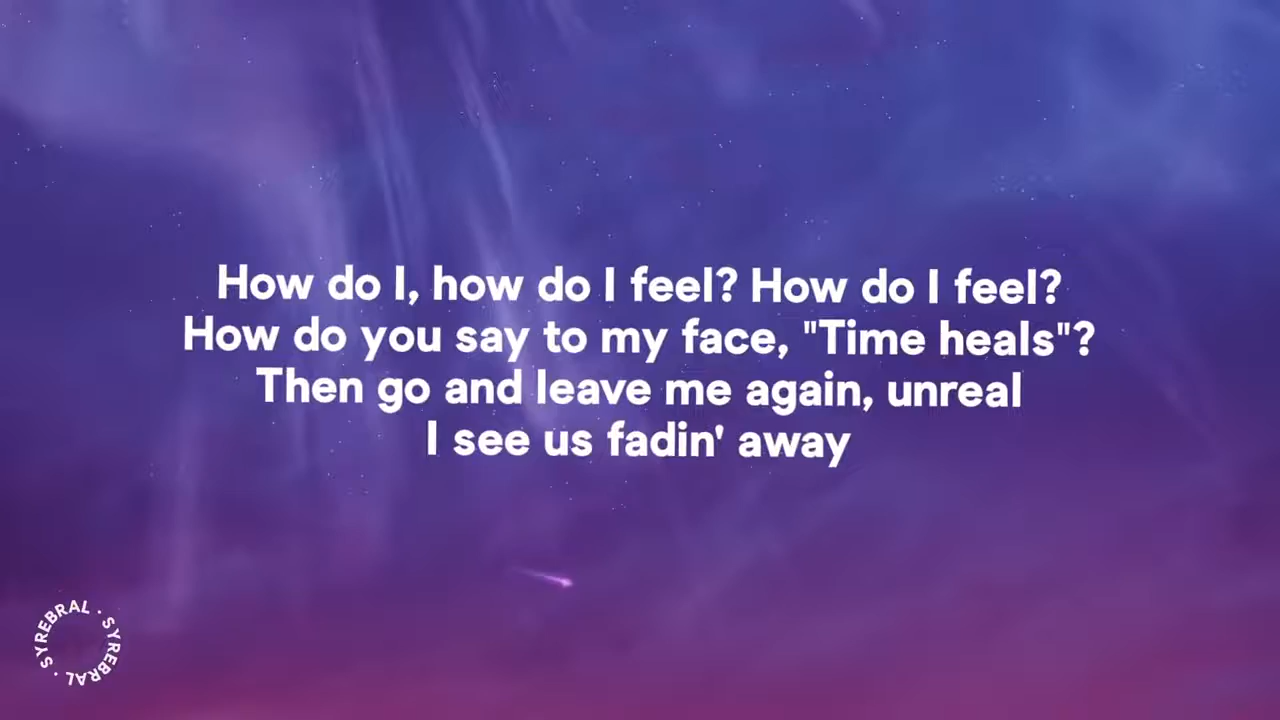 How do I, how do I feel? How do I feel?
How do you say to my face, "Time heals"?
Then go and leave me again, unreal
I see us fadin' away
SYREBRAL · SYREBRAL ·